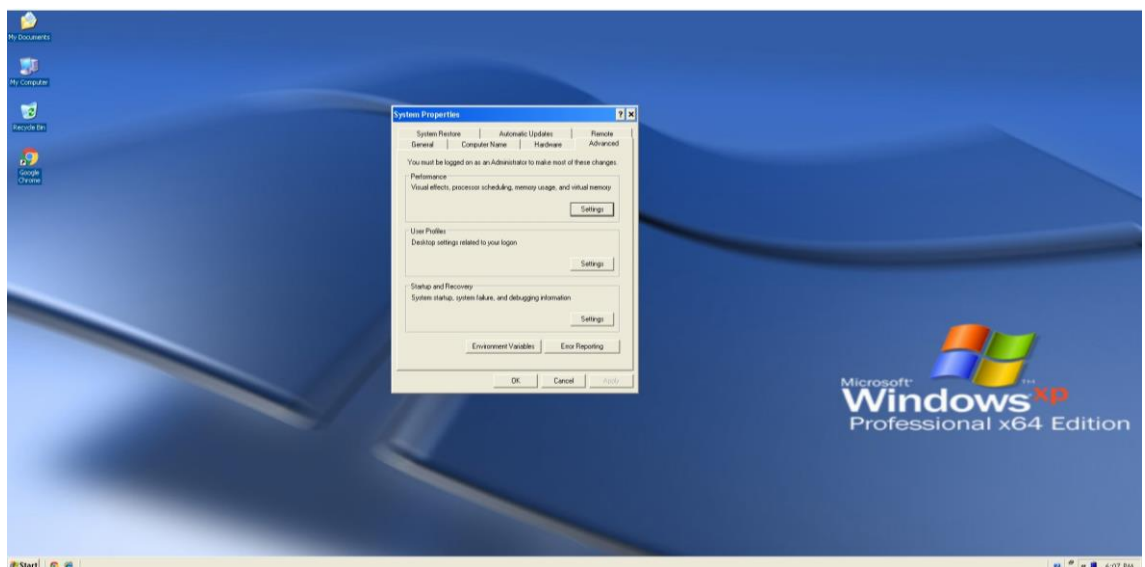 My Documents
My Computer
Recycle Bin
Google
Chrome
System Properties
System Restore
Automatic Updates
Remote
General
Computer Name
Hardware
Advanced
You must be logged on as an Administrator to make most of these changes.
Performance
Visual effects, processor scheduling, memory usage, and virtual memory
Settings
User Profiles
Desktop settings related to your logon
Settings
Startup and Recovery
System startup, system failure, and debugging information
Settings
Environment Variables
Error Reporting
OK
Cancel
Apply
Microsoft
Windows xp
Professional x64 Edition
Start
6:07 PM